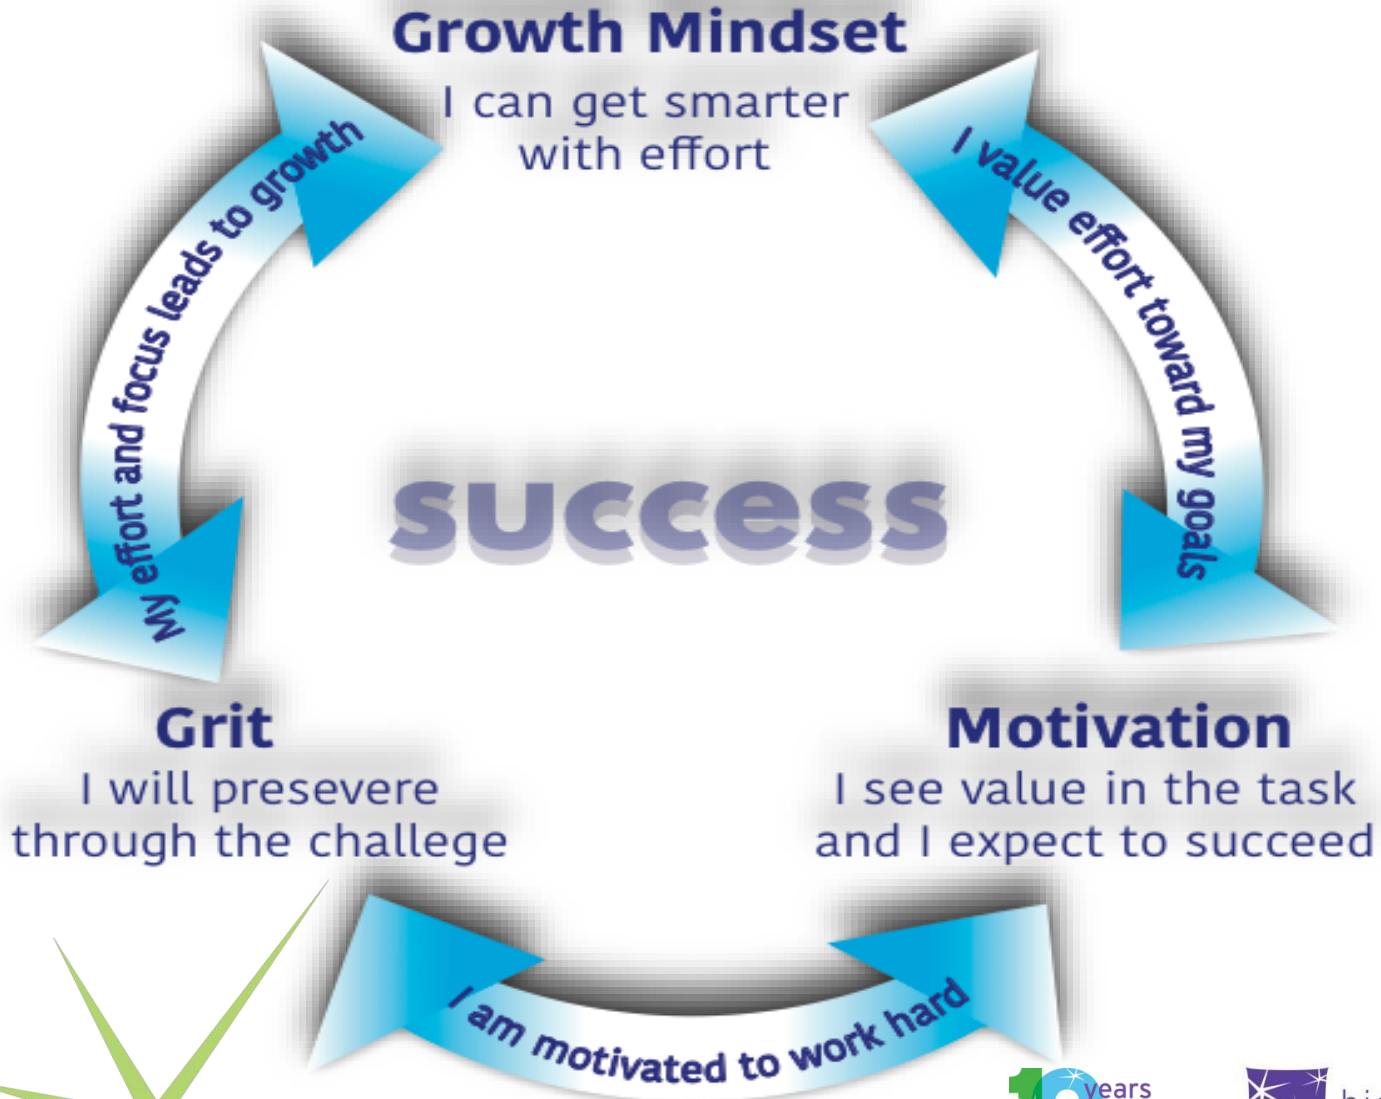 Growth Mindset
I can get smarter
with effort
My effort and focus leads to growth
I value effort toward my goals
success
Grit
I will presevere
through the challege
Motivation
I see value in the task
and I expect to succeed
I am motivated to work hard
10 years